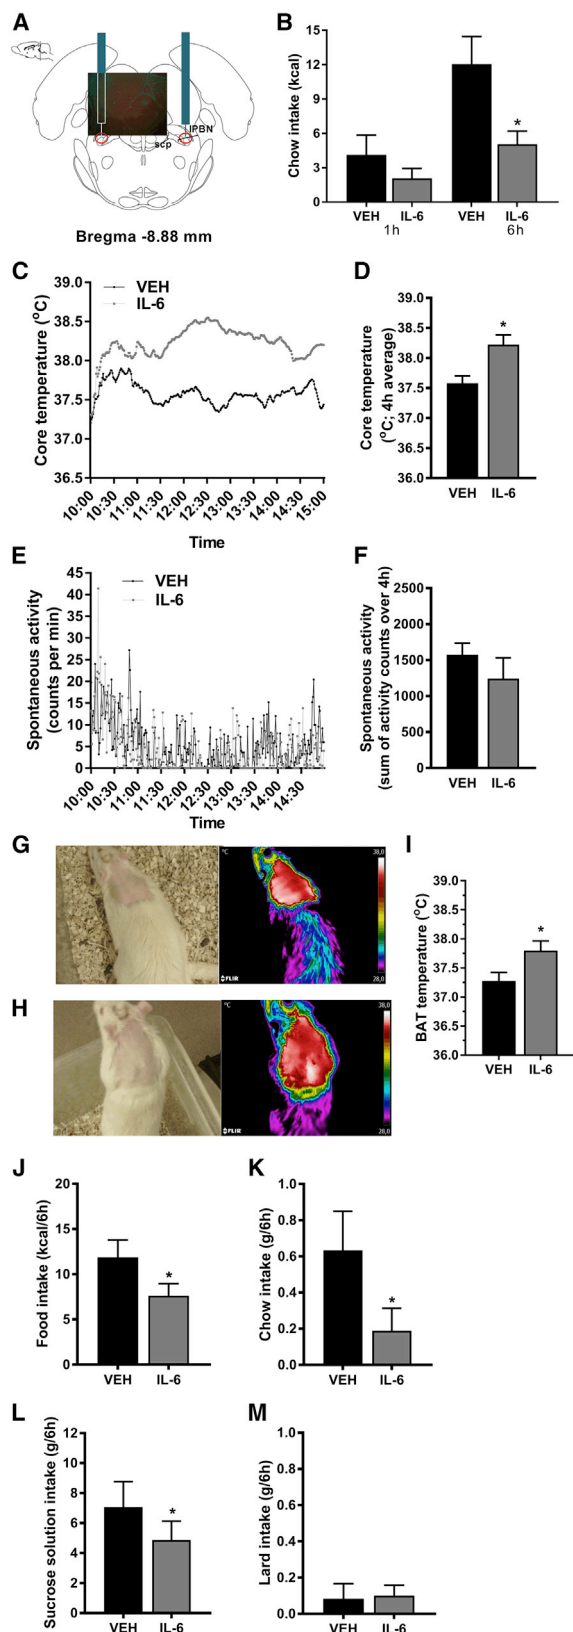 A
lPBN
scp
Bregma -8.88 mm
B
Chow intake (kcal)
15
12
9
6
3
0
*
VEH IL-6 VEH IL-6
1h 6h
C
Core temperature (oC)
39.0
38.5
38.0
37.5
37.0
36.5
VEH
IL-6
10:00 10:30 11:00 11:30 12:00 12:30 13:00 13:30 14:00 14:30 15:00
Time
D
Core temperature
(oC; 4h average)
39.0
38.5
38.0
37.5
37.0
36.5
36.0
*
VEH IL-6
E
Spontaneous activity
(counts per min)
45
40
35
30
25
20
15
10
5
0
VEH
IL-6
10:00 10:30 11:00 11:30 12:00 12:30 13:00 13:30 14:00 14:30
Time
F
Spontaneous activity
(sum of activity counts over 4h)
2500
2000
1500
1000
500
0
VEH IL-6
G
°C
38,0
28,0
FLIR
H
°C
38,0
28,0
FLIR
I
BAT temperature (oC)
39.0
38.5
38.0
37.5
37.0
36.5
36.0
*
VEH IL-6
J
Food intake (kcal/6h)
20
15
10
5
0
*
VEH IL-6
K
Chow intake (g/6h)
1.0
0.8
0.6
0.4
0.2
0.0
*
VEH IL-6
L
Sucrose solution intake (g/6h)
12
10
8
6
4
2
0
*
VEH IL-6
M
Lard intake (g/6h)
1.0
0.8
0.6
0.4
0.2
0.0
VEH IL-6